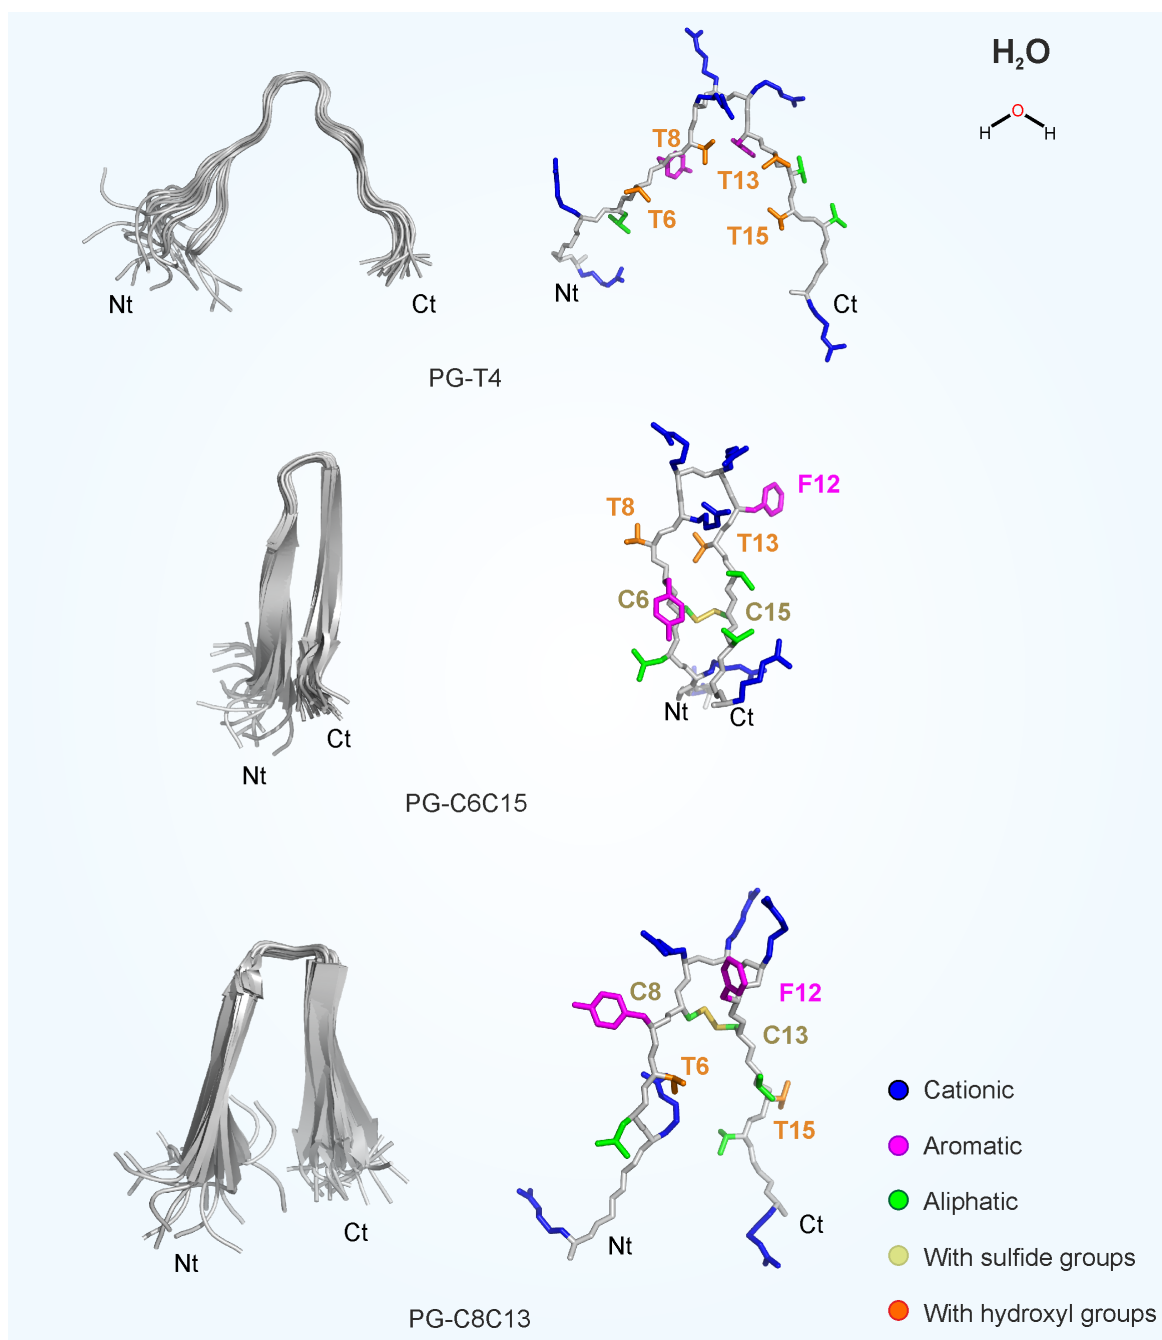 H₂O
H O H
T8
T13
T6
T15
Nt
Ct
Nt
Ct
PG-T4
F12
T8
T13
C6
C15
Nt
Ct
Ct
Nt
PG-C6C15
C8
F12
C13
T6
T15
Cationic
Aromatic
Aliphatic
With sulfide groups
With hydroxyl groups
Nt
Ct
Nt
Ct
PG-C8C13